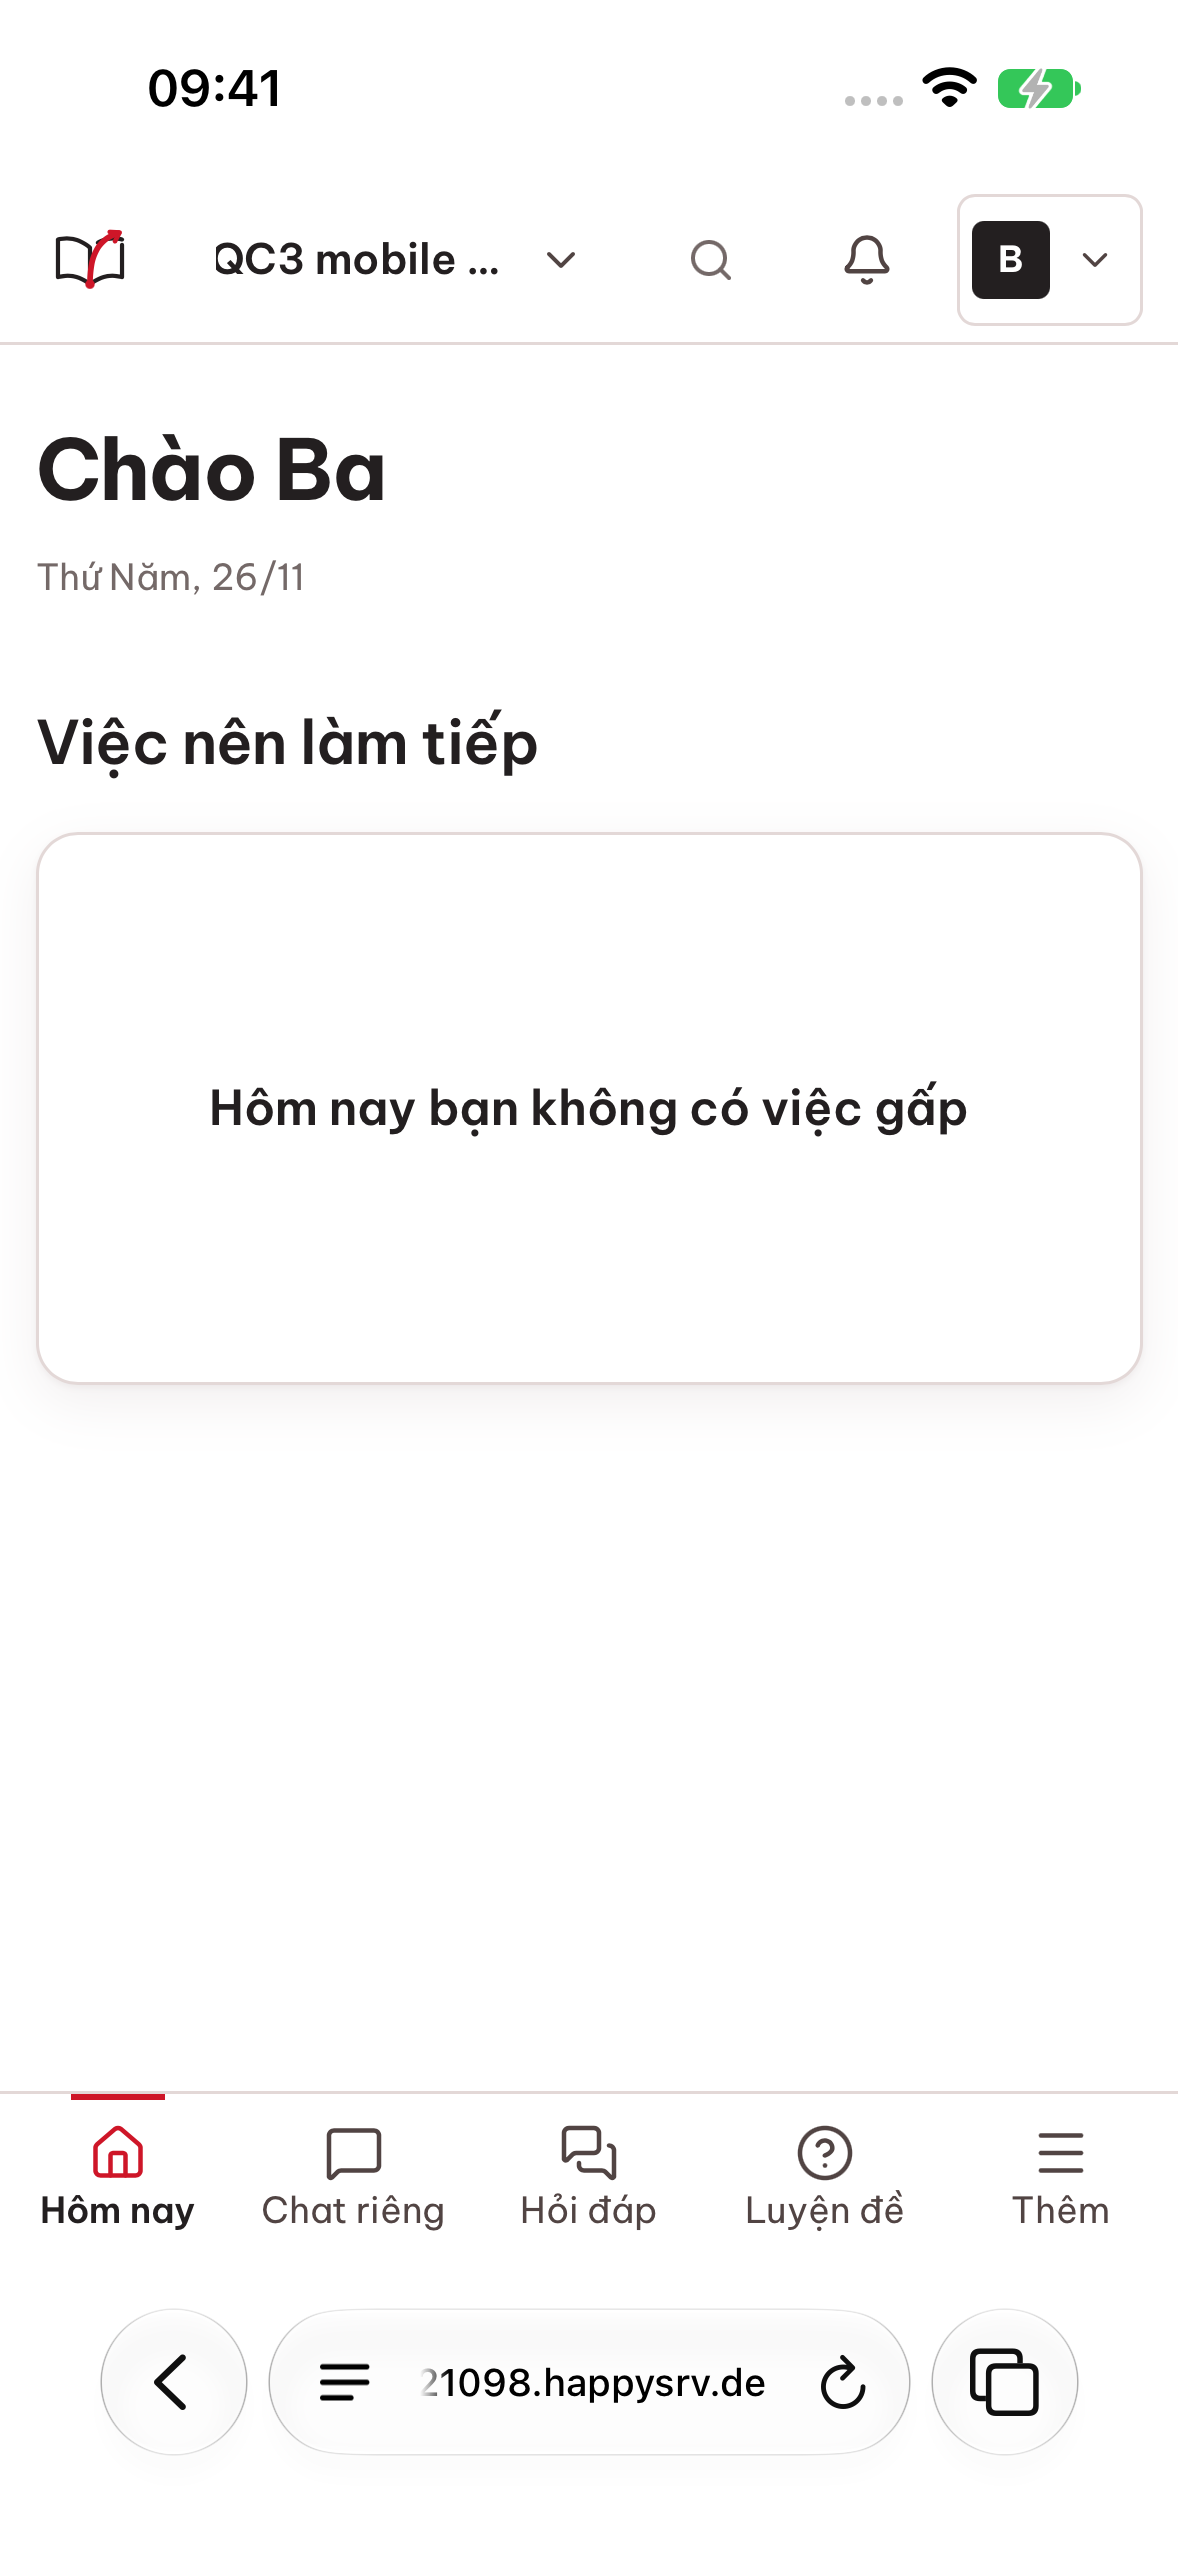 09:41
QC3 mobile ...
B
Chào Ba
Thứ Năm, 26/11
Việc nên làm tiếp
Hôm nay bạn không có việc gấp
Hôm nay
Chat riêng
Hỏi đáp
Luyện đề
Thêm
21098.happysrv.de